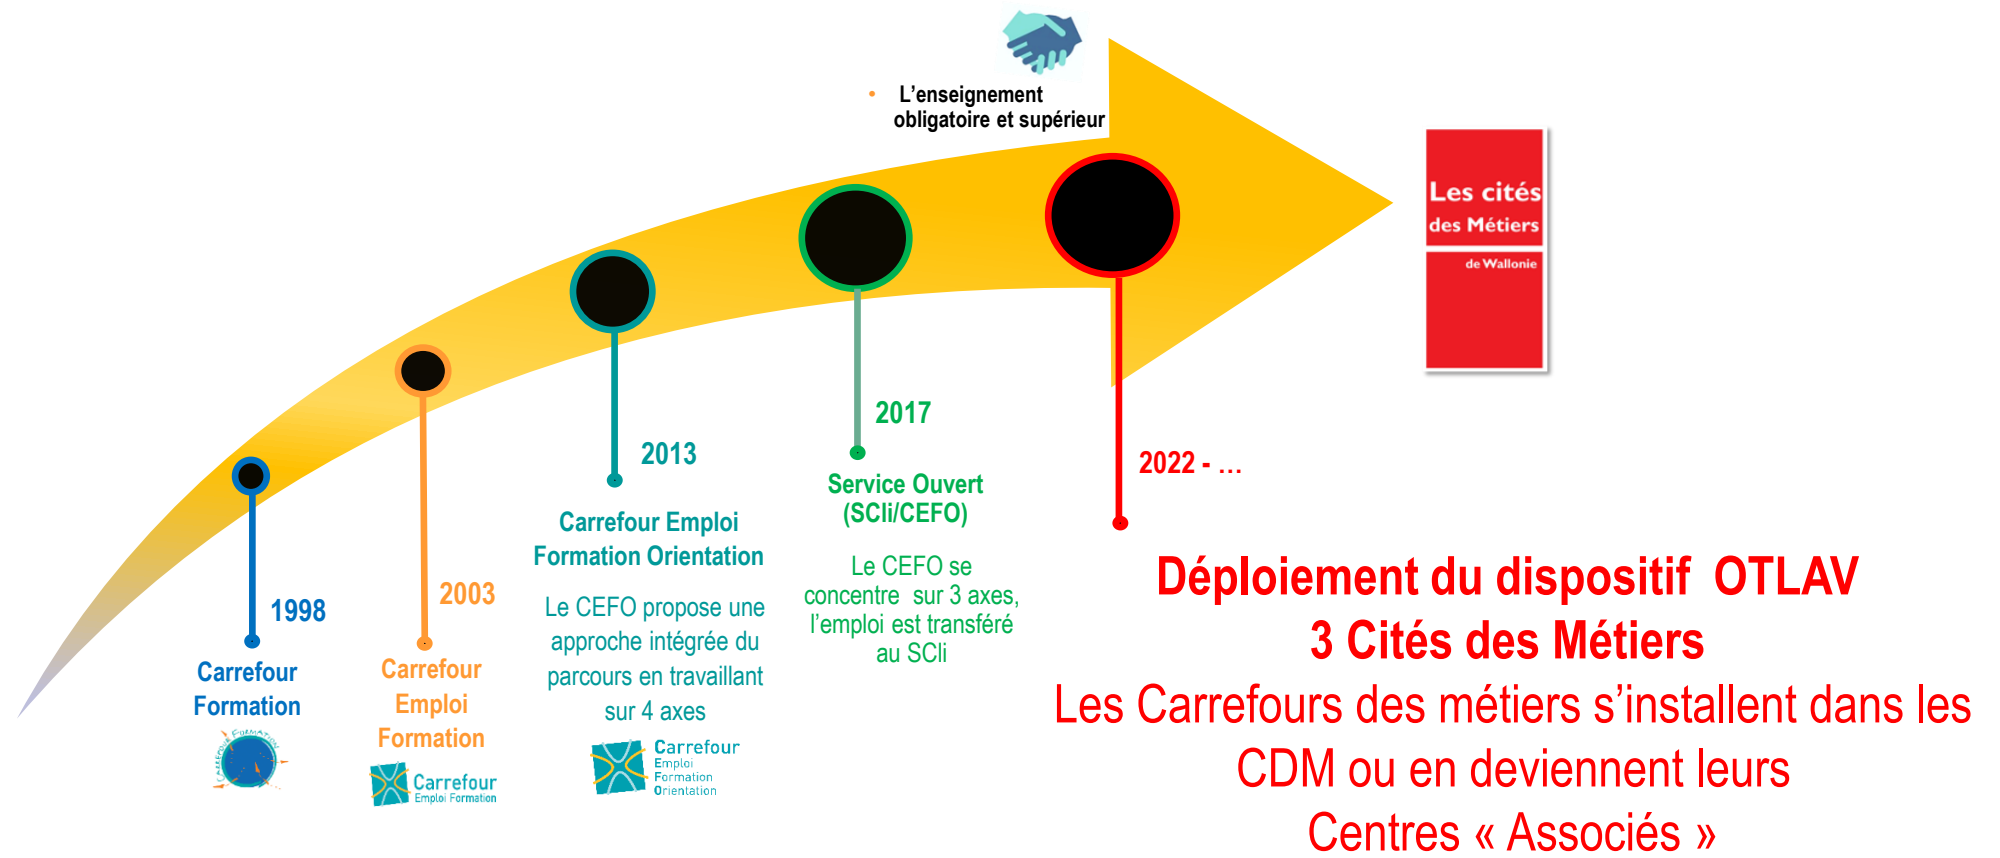 • L’enseignement
obligatoire et supérieur
Les cités
des Métiers
de Wallonie
1998
Carrefour
Formation
CARREFOUR FORMATION
2003
Carrefour
Emploi
Formation
Carrefour
Emploi Formation
2013
Carrefour Emploi
Formation Orientation
Le CEFO propose une
approche intégrée du
parcours en travaillant
sur 4 axes
Carrefour
Emploi
Formation
Orientation
2017
Service Ouvert
(SCli/CEFO)
Le CEFO se
concentre sur 3 axes,
l’emploi est transféré
au SCli
2022 - …
Déploiement du dispositif OTLAV
3 Cités des Métiers
Les Carrefours des métiers s’installent dans les
CDM ou en deviennent leurs
Centres « Associés »